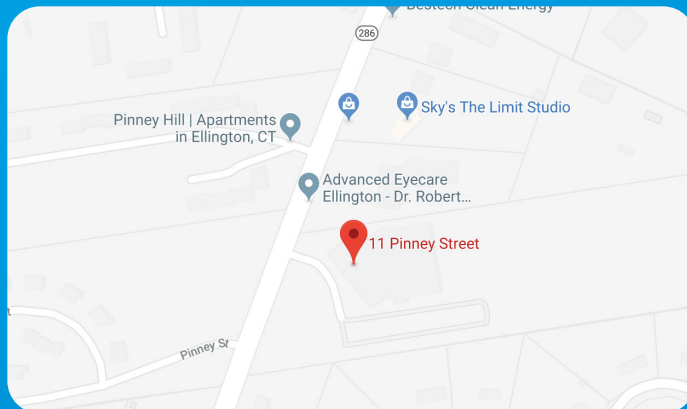 Bestech Clean Energy
286
Sky's The Limit Studio
Pinney Hill | Apartments
in Ellington, CT
Advanced Eyecare
Ellington - Dr. Robert...
11 Pinney Street
Pinney St